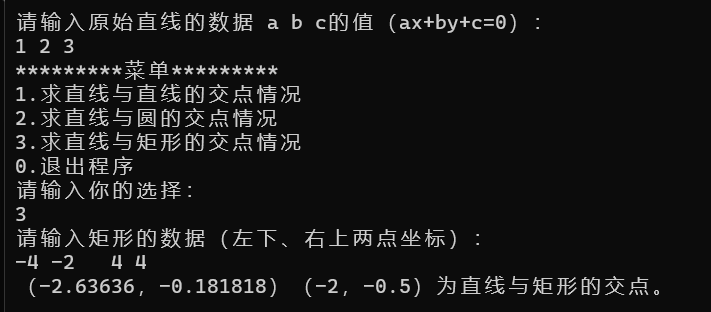 请输入原始直线的数据 a b c的值（ax+by+c=0）：
1 2 3
*********菜单*********
1.求直线与直线的交点情况
2.求直线与圆的交点情况
3.求直线与矩形的交点情况
0.退出程序
请输入你的选择：
3
请输入矩形的数据（左下、右上两点坐标）：
-4 -2   4 4
（-2.63636，-0.181818）（-2，-0.5）为直线与矩形的交点。